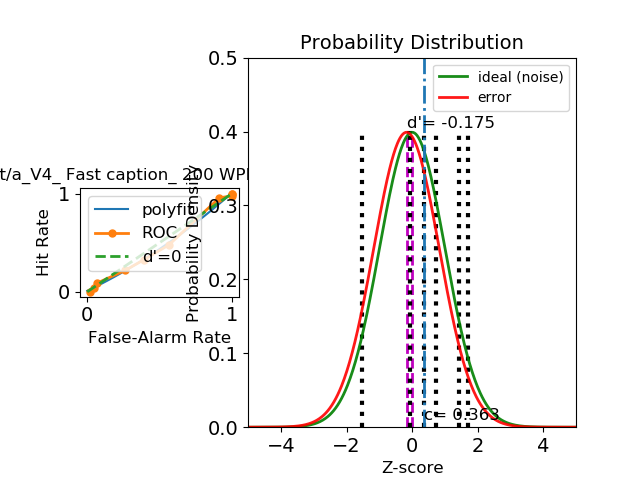 Probability Distribution
t/a_V4_ Fast caption_ 200 WP
Hit Rate
1
0
polyfit
ROC
d'=0
0
1
False-Alarm Rate
Probability Density
0.5
0.4
0.3
0.2
0.1
0.0
ideal (noise)
error
d'= -0.175
c= 0.363
−4
−2
0
2
4
Z-score